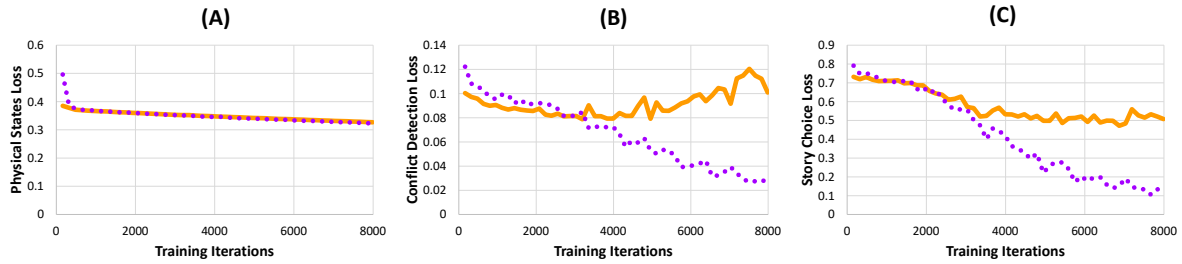 (A)
Physical States Loss
0.6
0.5
0.4
0.3
0.2
0.1
0
0 2000 4000 6000 8000
Training Iterations
(B)
Conflict Detection Loss
0.14
0.12
0.1
0.08
0.06
0.04
0.02
0
0 2000 4000 6000 8000
Training Iterations
(C)
Story Choice Loss
0.9
0.8
0.7
0.6
0.5
0.4
0.3
0.2
0.1
0
0 2000 4000 6000 8000
Training Iterations